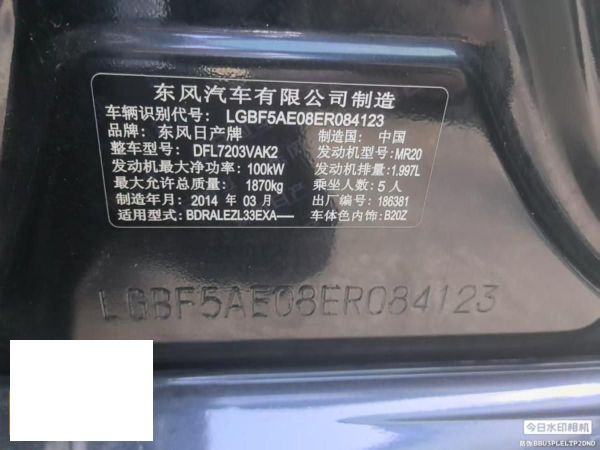 东风汽车有限公司制造
车辆识别代号: LGBF5AE08ER084123
品牌: 东风日产牌 制造国: 中国
整车型号: DFL7203VAK2 发动机型号: MR20
发动机最大净功率: 100kW 发动机排量: 1.997L
最大允许总质量: 1870kg 乘坐人数: 5人
制造年月: 2014 年 03 月 出厂编号: 186381
适用型式: BDRALEZL33EXA—— 车体色内饰: B20Z
LGBF5AE08ER084123
今日水印相机
防伪 BBU3PLELTP2DND